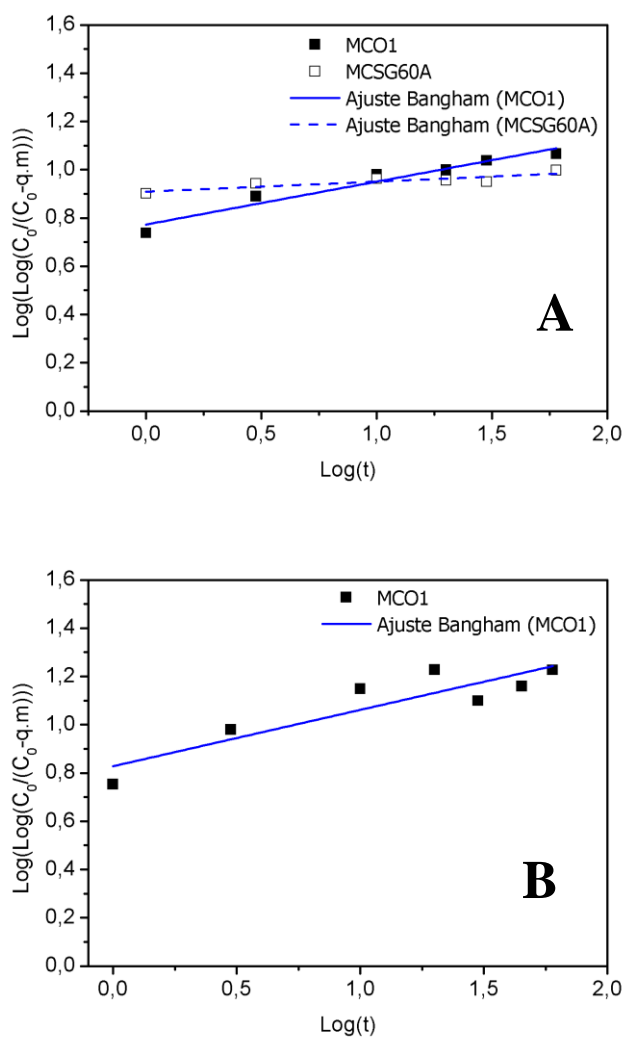 1,6
1,4
1,2
1,0
0,8
0,6
0,4
0,2
0,0
Log(Log(C0/(C0-q.m)))
MCO1
MCSG60A
Ajuste Bangham (MCO1)
Ajuste Bangham (MCSG60A)
A
0,0 0,5 1,0 1,5 2,0
Log(t)
1,6
1,4
1,2
1,0
0,8
0,6
0,4
0,2
0,0
Log(Log(C0/(C0-q.m)))
MCO1
Ajuste Bangham (MCO1)
B
0,0 0,5 1,0 1,5 2,0
Log(t)